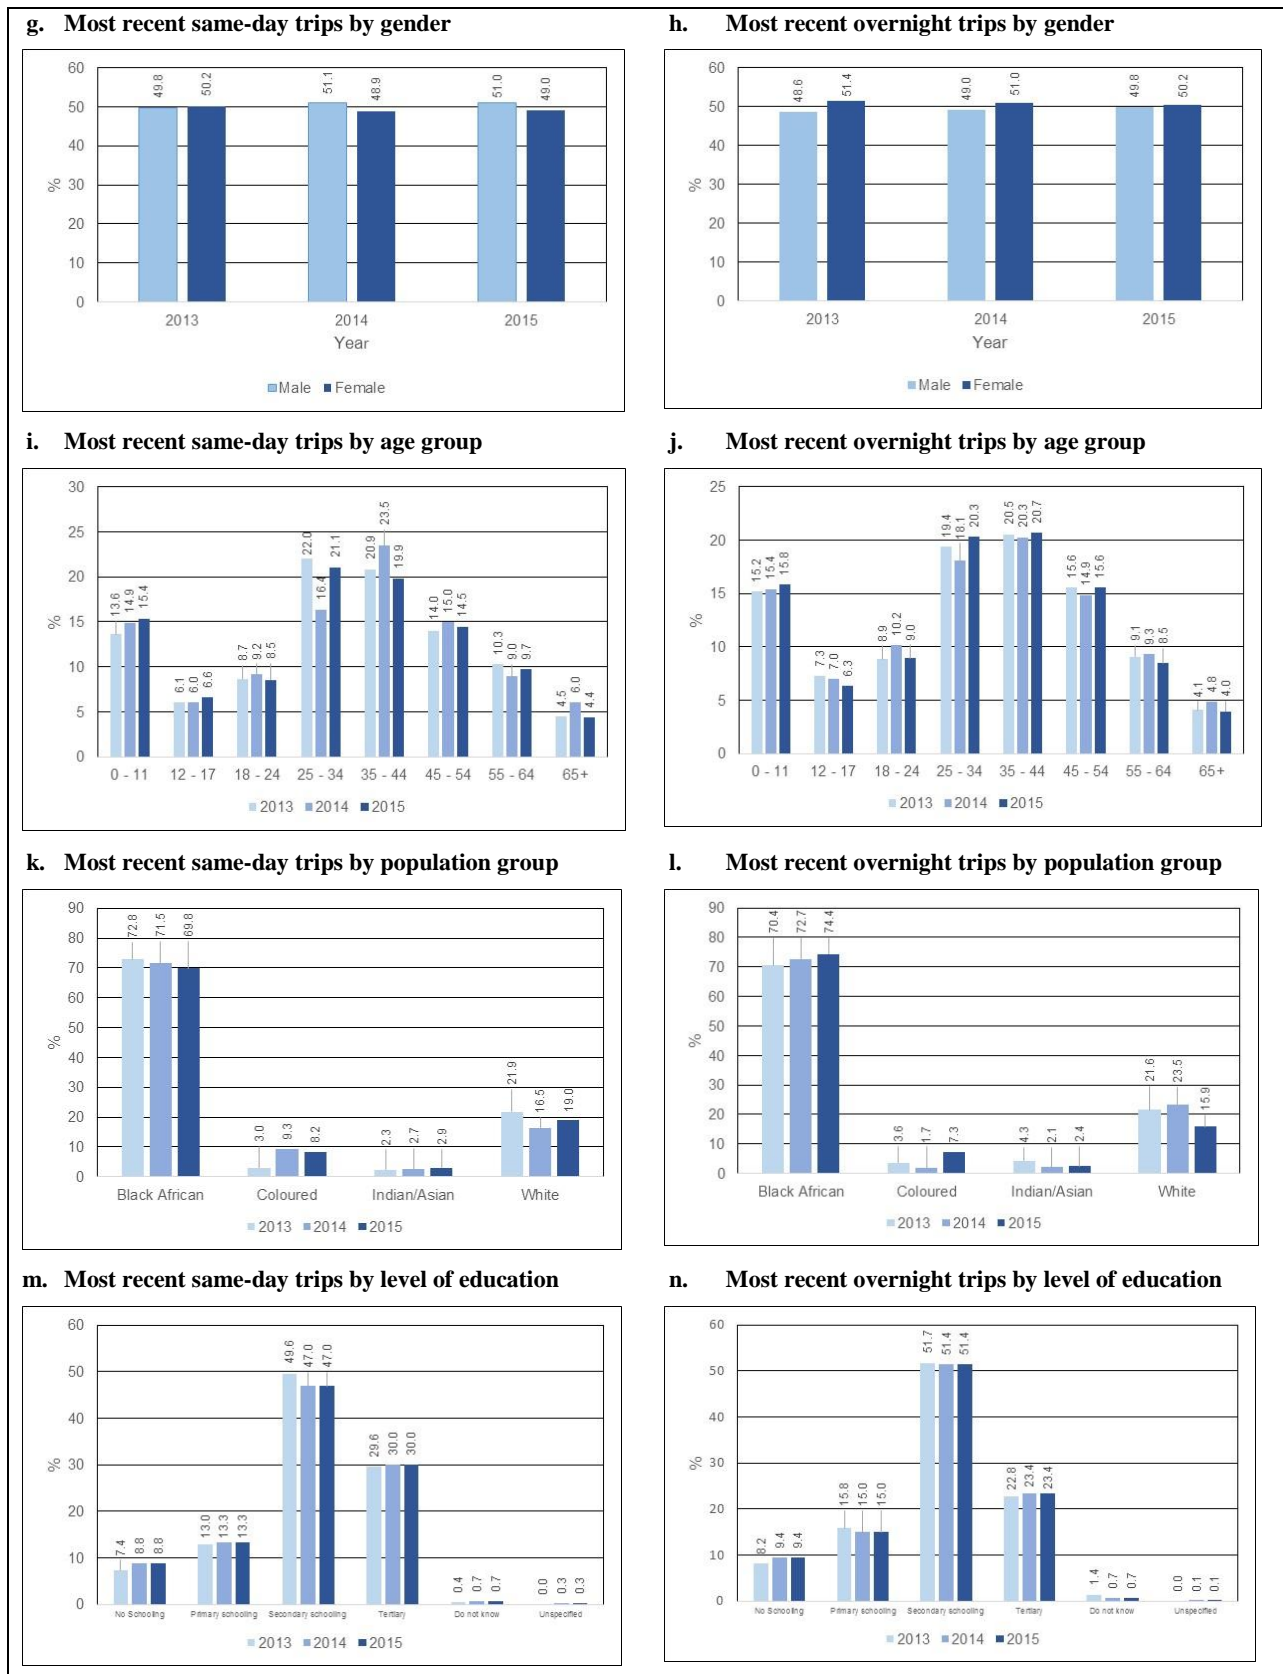 g. Most recent same-day trips by gender
60
50
40
30
20
10
0
%
49.8 50.2 51.1 48.9 51.0 49.0
2013 2014 2015
Year
Male Female
h. Most recent overnight trips by gender
60
50
40
30
20
10
0
%
48.6 51.4 49.0 51.0 49.8 50.2
2013 2014 2015
Year
Male Female
i. Most recent same-day trips by age group
30
25
20
15
10
5
0
%
13.6 14.9 15.4 6.1 6.0 6.6 8.7 9.2 8.5 22.0 16.4 21.1 20.9 23.5 19.9 14.0 15.0 14.5 10.3 9.0 9.7 4.5 6.0 4.4
0 - 11 12 - 17 18 - 24 25 - 34 35 - 44 45 - 54 55 - 64 65+
2013 2014 2015
j. Most recent overnight trips by age group
25
20
15
10
5
0
%
15.2 15.4 15.8 7.3 7.0 6.3 8.9 10.2 9.0 19.4 18.1 20.3 20.5 20.3 20.7 15.6 14.9 15.6 9.1 9.3 8.5 4.1 4.8 4.0
0 - 11 12 - 17 18 - 24 25 - 34 35 - 44 45 - 54 55 - 64 65+
2013 2014 2015
k. Most recent same-day trips by population group
90
80
70
60
50
40
30
20
10
0
%
72.8 71.5 69.8 3.0 9.3 8.2 2.3 2.7 2.9 21.9 16.5 19.0
Black African Coloured Indian/Asian White
2013 2014 2015
l. Most recent overnight trips by population group
90
80
70
60
50
40
30
20
10
0
%
70.4 72.7 74.4 3.6 1.7 7.3 4.3 2.1 2.4 21.6 23.5 15.9
Black African Coloured Indian/Asian White
2013 2014 2015
m. Most recent same-day trips by level of education
60
50
40
30
20
10
0
%
7.4 8.8 8.8 13.0 13.3 13.3 49.6 47.0 47.0 29.6 30.0 30.0 0.4 0.7 0.7 0.0 0.3 0.3
No Schooling Primary schooling Secondary schooling Tertiary Do not know Unspecified
2013 2014 2015
n. Most recent overnight trips by level of education
60
50
40
30
20
10
0
%
8.2 9.4 9.4 15.8 15.0 15.0 51.7 51.4 51.4 22.8 23.4 23.4 1.4 0.7 0.7 0.0 0.1 0.1
No Schooling Primary schooling Secondary schooling Tertiary Do not know Unspecified
2013 2014 2015